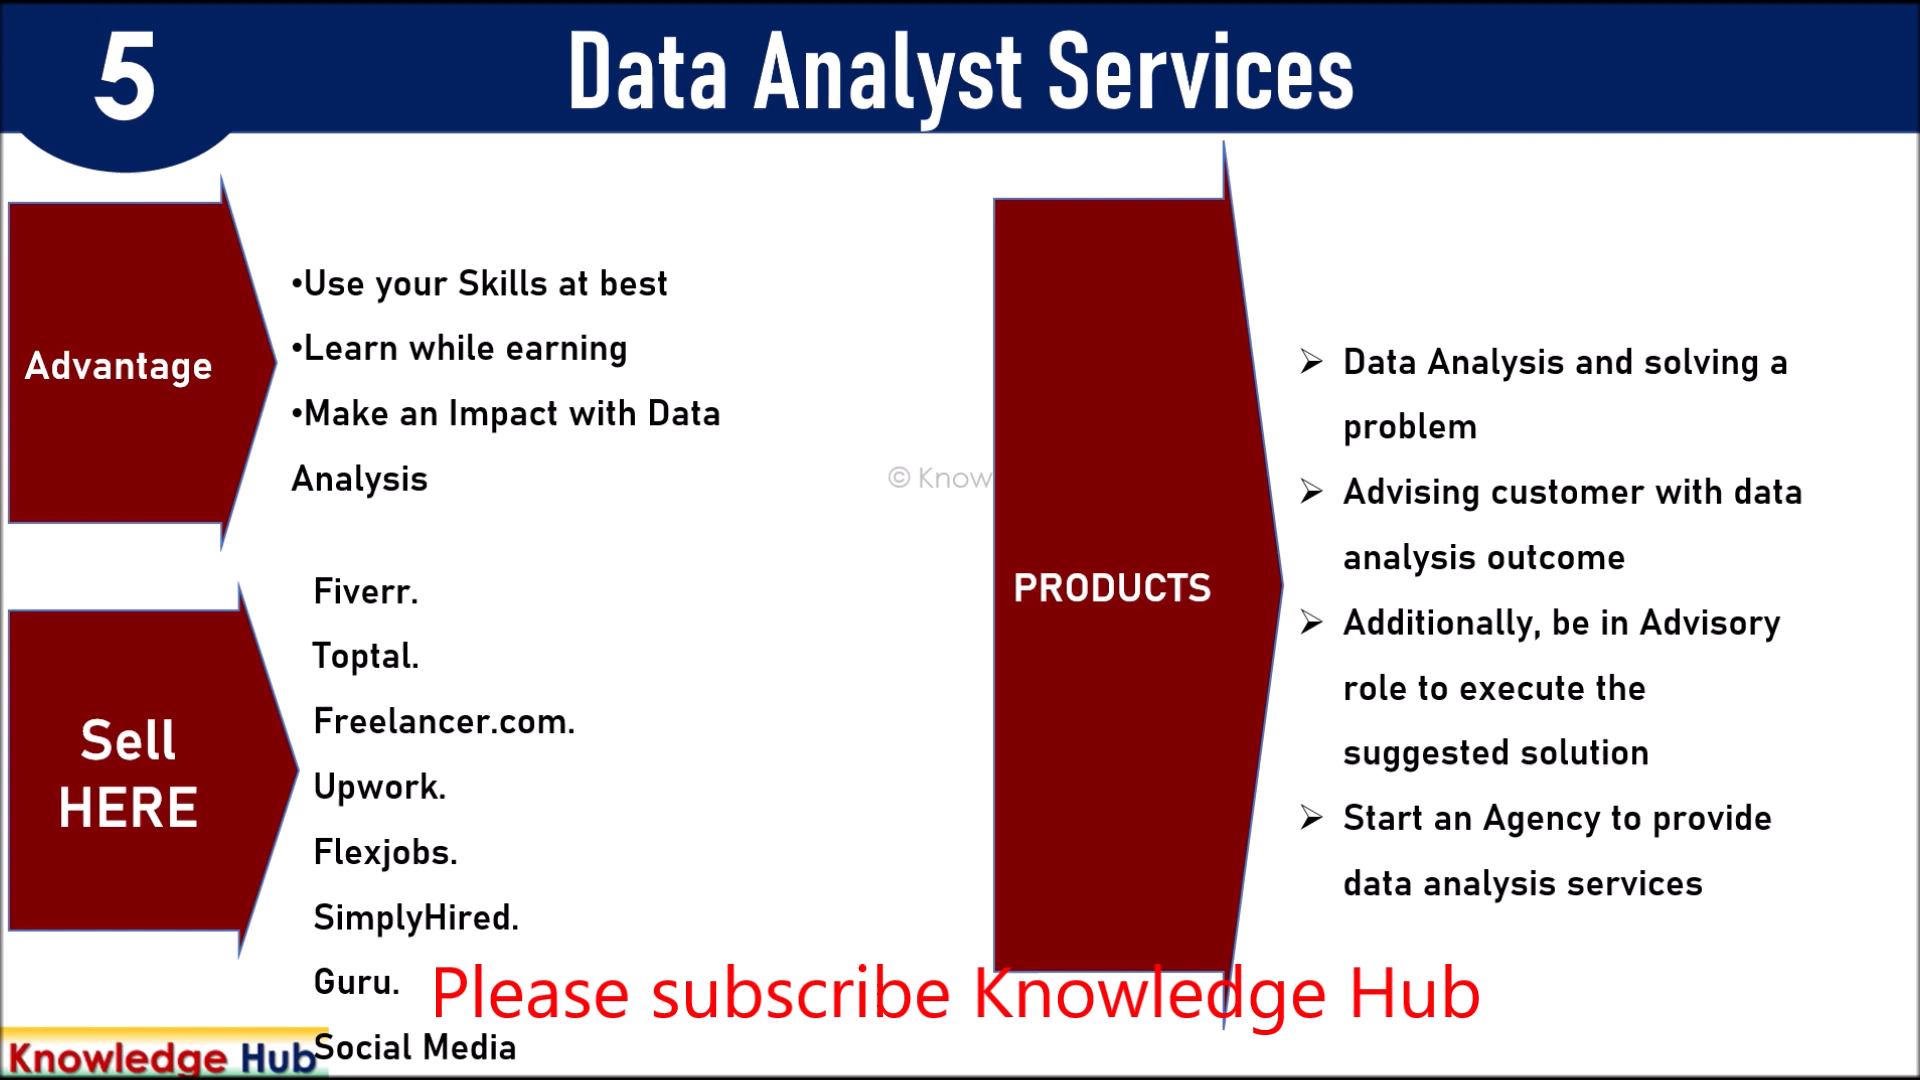 5
Data Analyst Services
Advantage
•Use your Skills at best
•Learn while earning
•Make an Impact with Data
Analysis
Sell
HERE
Fiverr.
Toptal.
Freelancer.com.
Upwork.
Flexjobs.
SimplyHired.
Guru.
Social Media
© Know
PRODUCTS
➢ Data Analysis and solving a
problem
➢ Advising customer with data
analysis outcome
➢ Additionally, be in Advisory
role to execute the
suggested solution
➢ Start an Agency to provide
data analysis services
Please subscribe Knowledge Hub
Knowledge Hub